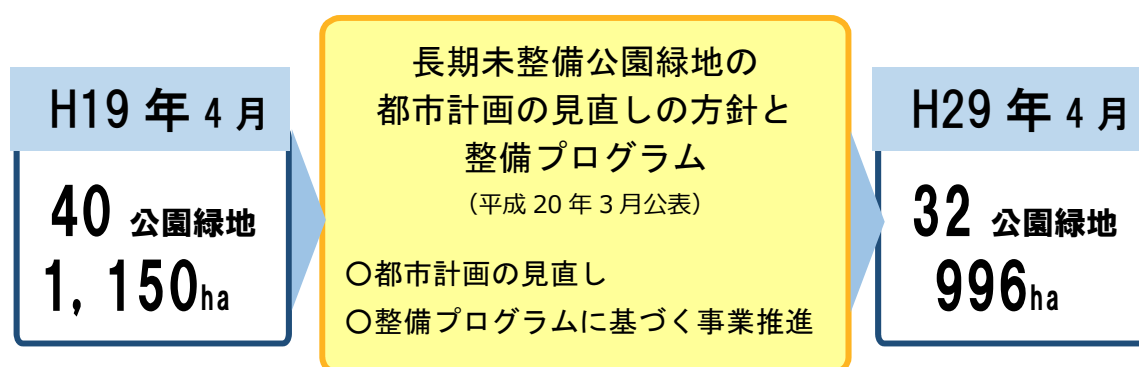 H19 年 4 月
40 公園緑地
1,150ha
長期未整備公園緑地の
都市計画の見直しの方針と
整備プログラム
（平成 20 年 3 月公表）
○都市計画の見直し
○整備プログラムに基づく事業推進
H29 年 4 月
32 公園緑地
996ha